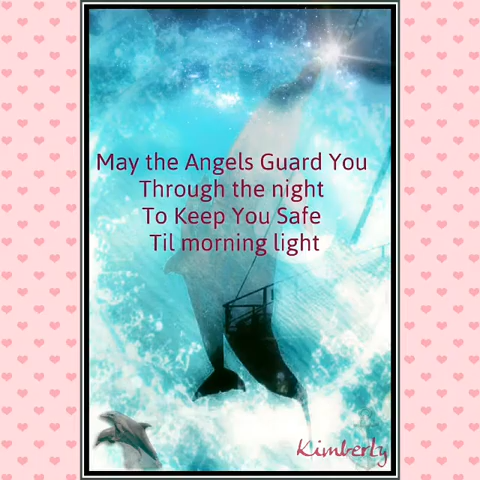 May the Angels Guard You
Through the night
To Keep You Safe
Til morning light
Kimberly